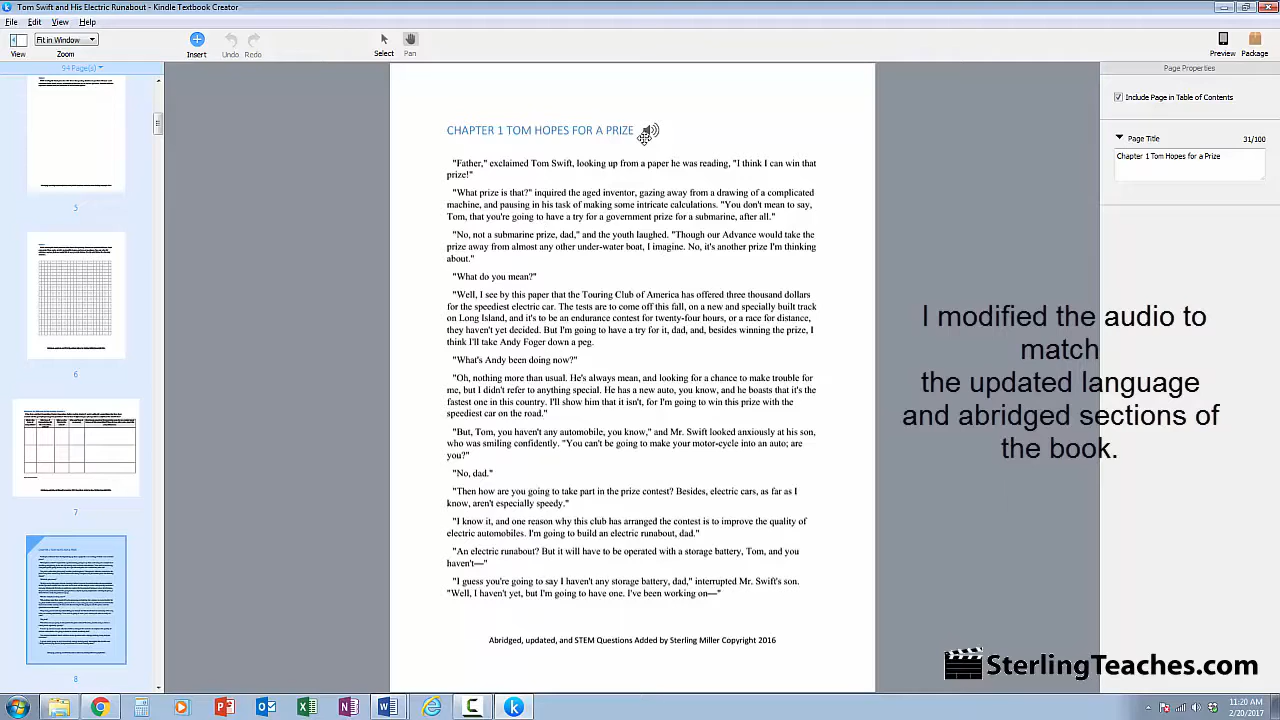 Tom Swift and His Electric Runabout - Kindle Textbook Creator
File Edit View Help
View
Fit in Window
Zoom
Insert
Undo Redo
Select
Pan
Preview
Package
94 Page(s)
5
6
7
8
CHAPTER 1 TOM HOPES FOR A PRIZE
"Father," exclaimed Tom Swift, looking up from a paper he was reading, "I think I can win that
prize!"
"What prize is that?" inquired the aged inventor, gazing away from a drawing of a complicated
machine, and pausing in his task of making some intricate calculations. "You don't mean to say,
Tom, that you're going to have a try for a government prize for a submarine, after all."
"No, not a submarine prize, dad," and the youth laughed. "Though our Advance would take the
prize away from almost any other under-water boat, I imagine. No, it's another prize I'm thinking
about."
"What do you mean?"
"Well, I see by this paper that the Touring Club of America has offered three thousand dollars
for the speediest electric car. The tests are to come off this fall, on a new and specially built track
on Long Island, and it's to be an endurance contest for twenty-four hours, or a race for distance,
they haven't yet decided. But I'm going to have a try for it, dad, and, besides winning the prize, I
think I'll take Andy Foger down a peg.
"What's Andy been doing now?"
"Oh, nothing more than usual. He's always mean, and looking for a chance to make trouble for
me, but I didn't refer to anything special. He has a new auto, you know, and he boasts that it's the
fastest one in this country. I'll show him that it isn't, for I'm going to win this prize with the
speediest car on the road."
"But, Tom, you haven't any automobile, you know," and Mr. Swift looked anxiously at his son,
who was smiling confidently. "You can't be going to make your motor-cycle into an auto; are
you?"
"No, dad."
"Then how are you going to take part in the prize contest? Besides, electric cars, as far as I
know, aren't especially speedy."
"I know it, and one reason why this club has arranged the contest is to improve the quality of
electric automobiles. I'm going to build an electric runabout, dad."
"An electric runabout? But it will have to be operated with a storage battery, Tom, and you
haven't—"
"I guess you're going to say I haven't any storage battery, dad," interrupted Mr. Swift's son.
"Well, I haven't yet, but I'm going to have one. I've been working on—"
Abridged, updated, and STEM Questions Added by Sterling Miller Copyright 2016
Page Properties
Include Page in Table of Contents
Page Title 31/100
Chapter 1 Tom Hopes for a Prize
I modified the audio to
match
the updated language
and abridged sections of
the book.
SterlingTeaches.com
11:20 AM
2/20/2017